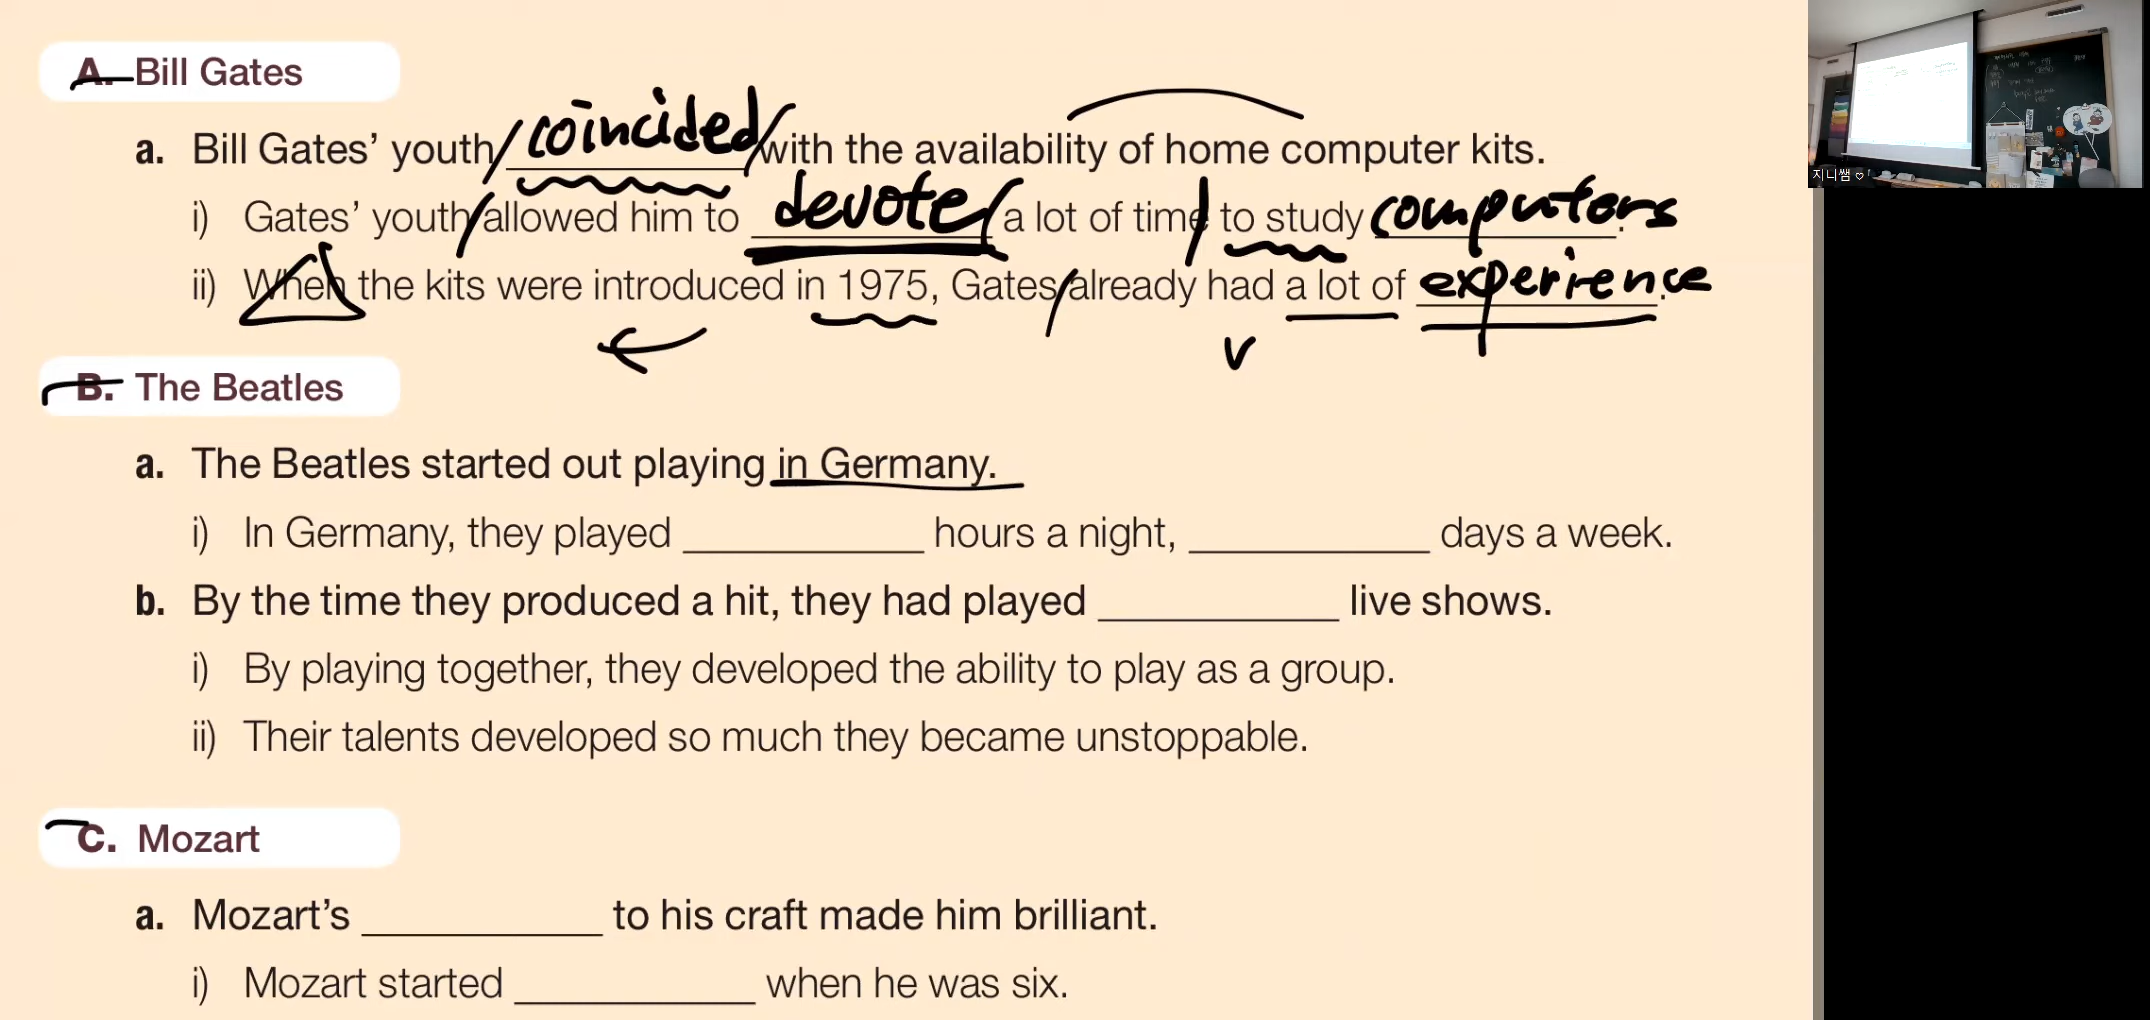 A. Bill Gates
a. Bill Gates' youth coincided with the availability of home computer kits.
i) Gates' youth allowed him to devote a lot of time to study computers.
ii) When the kits were introduced in 1975, Gates already had a lot of experience.
B. The Beatles
a. The Beatles started out playing in Germany.
i) In Germany, they played ____________ hours a night, ____________ days a week.
b. By the time they produced a hit, they had played ____________ live shows.
i) By playing together, they developed the ability to play as a group.
ii) Their talents developed so much they became unstoppable.
C. Mozart
a. Mozart's ____________ to his craft made him brilliant.
i) Mozart started ____________ when he was six.
지니쌤 ♡